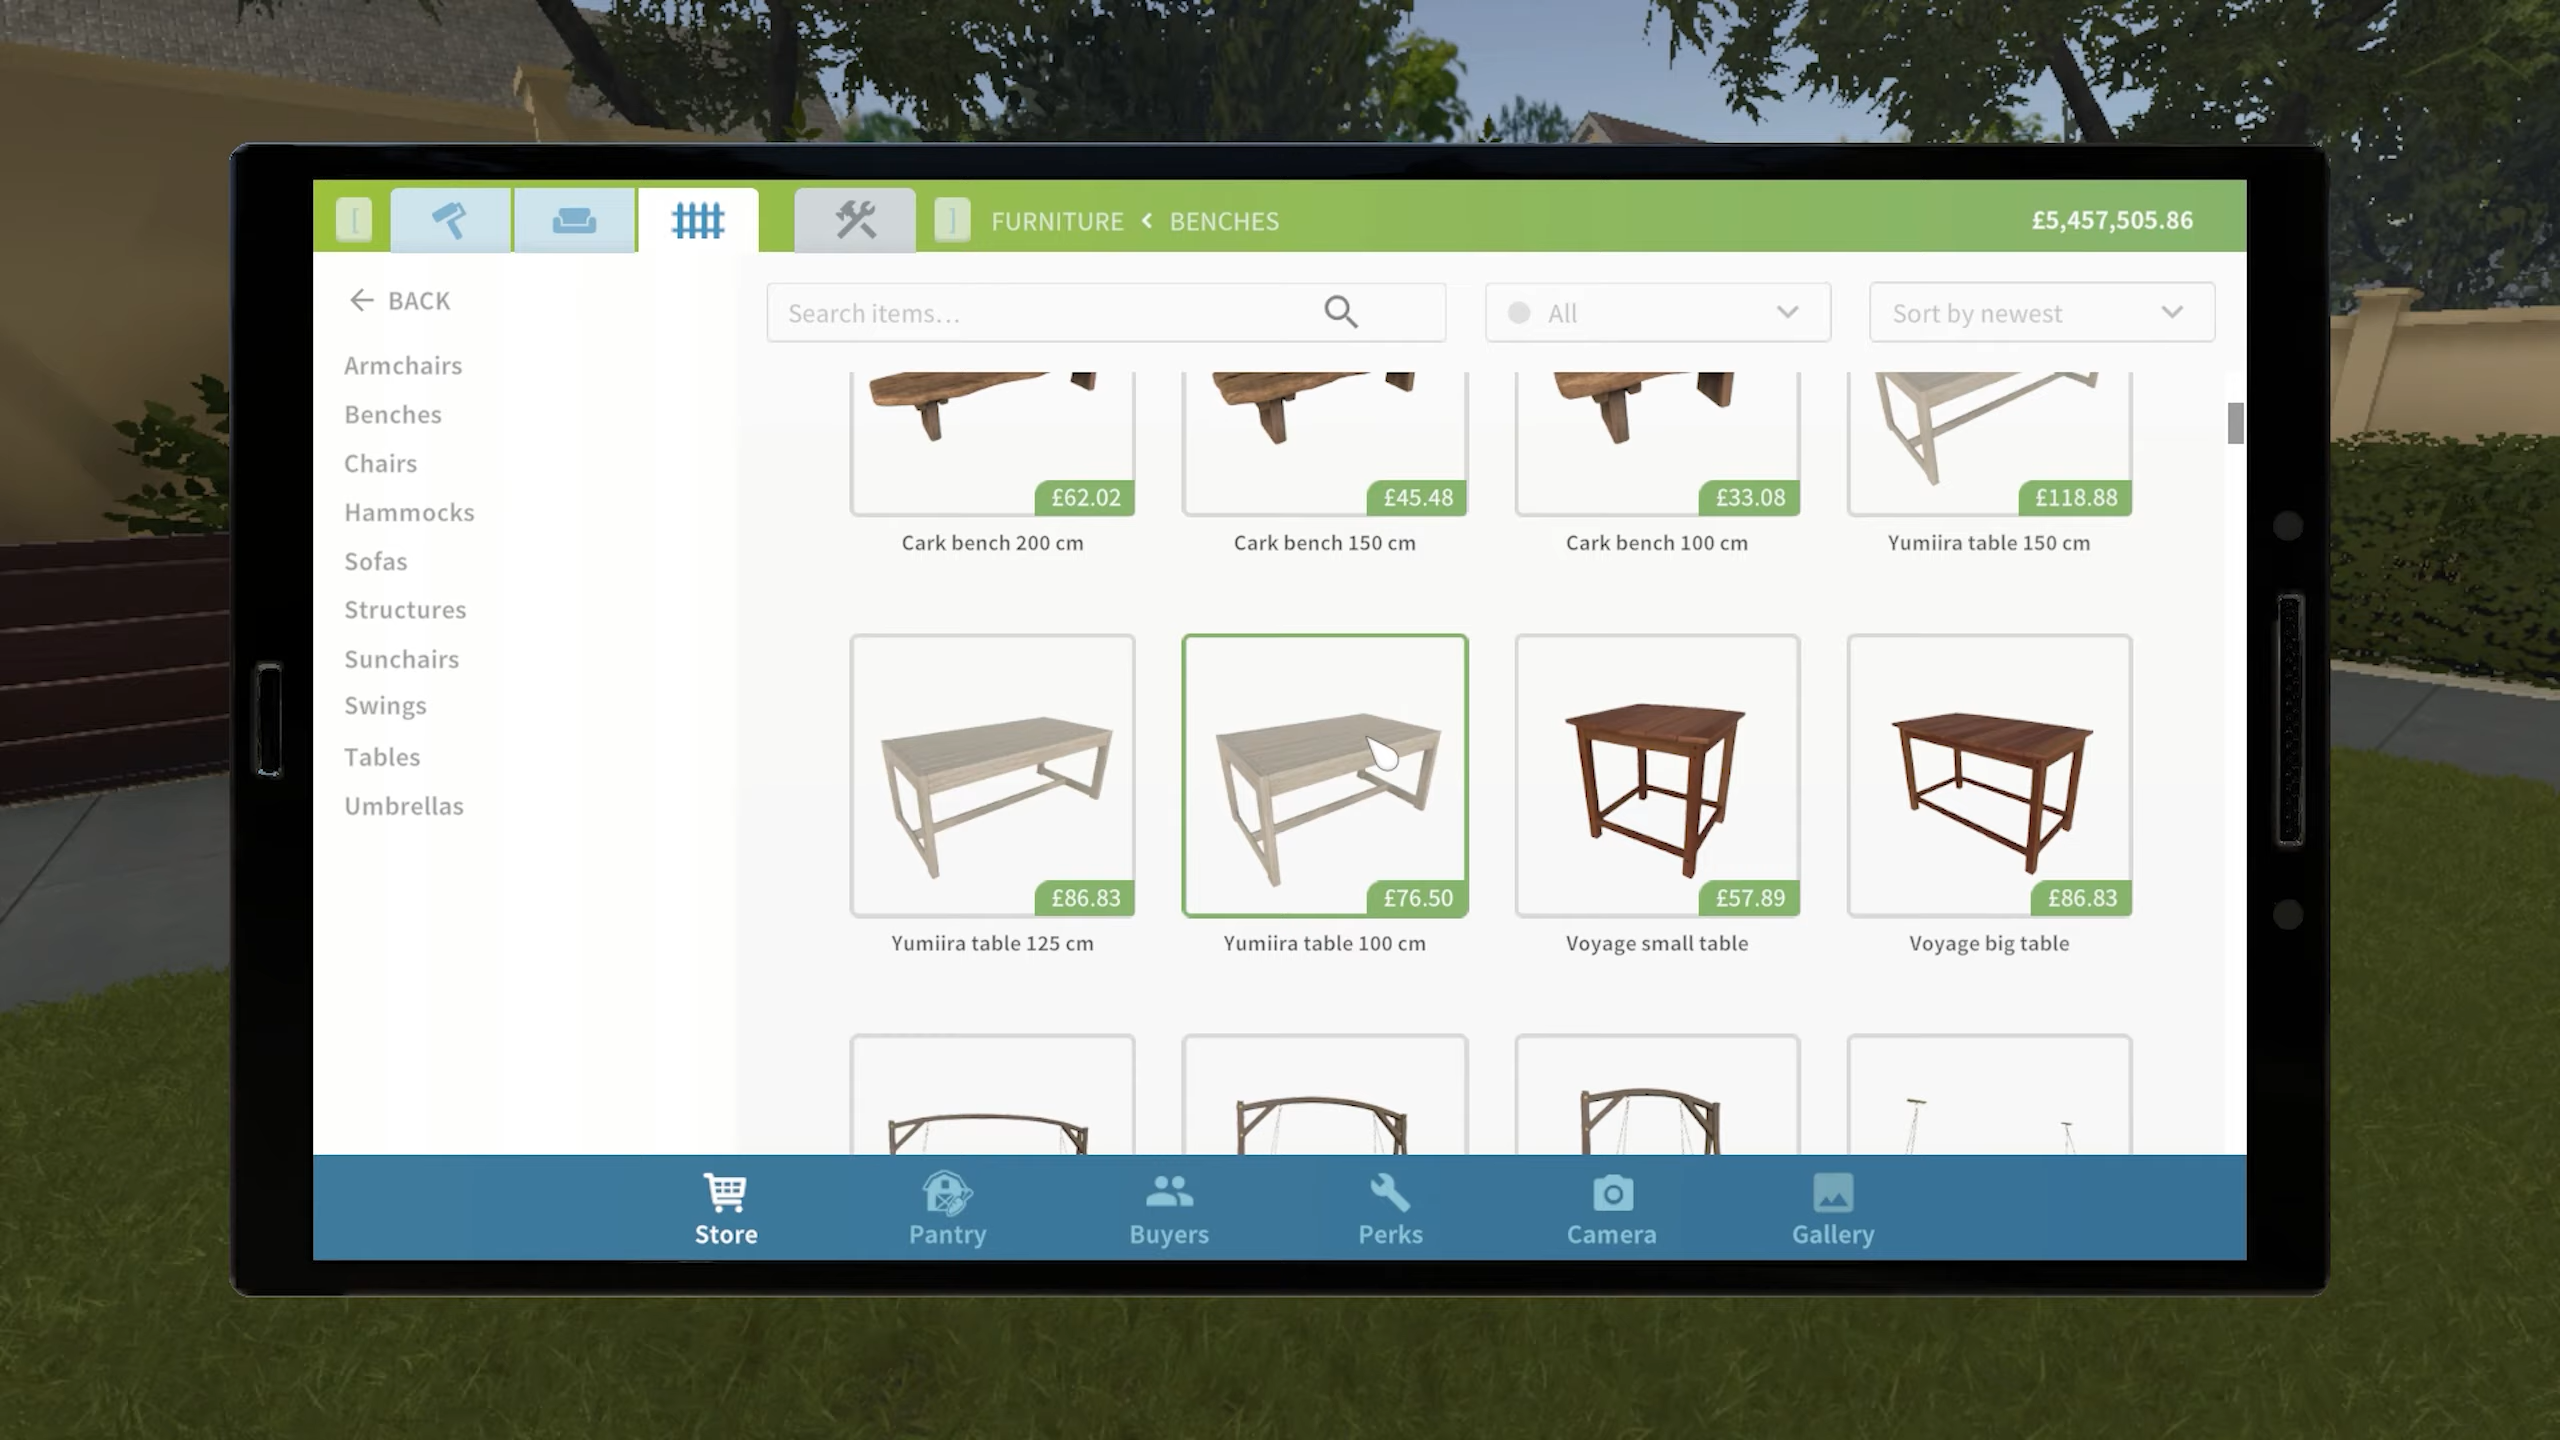 [
]
FURNITURE < BENCHES
£5,457,505.86
BACK
Search items...
All
Sort by newest
Armchairs
Benches
Chairs
Hammocks
Sofas
Structures
Sunchairs
Swings
Tables
Umbrellas
£62.02
£45.48
£33.08
£118.88
Cark bench 200 cm
Cark bench 150 cm
Cark bench 100 cm
Yumiira table 150 cm
£86.83
£76.50
£57.89
£86.83
Yumiira table 125 cm
Yumiira table 100 cm
Voyage small table
Voyage big table
Store
Pantry
Buyers
Perks
Camera
Gallery